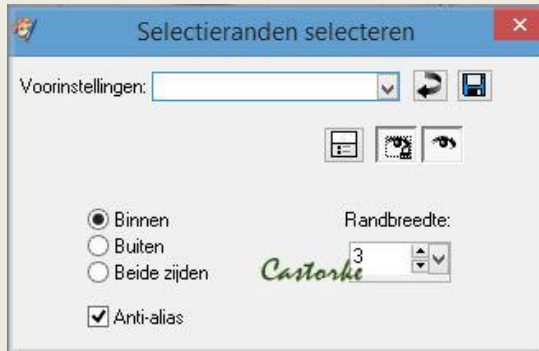 Selectieranden selecteren
Voorinstellingen:
Binnen
Randbreedte:
Buiten
3
Beide zijden
Castorke
Anti-alias